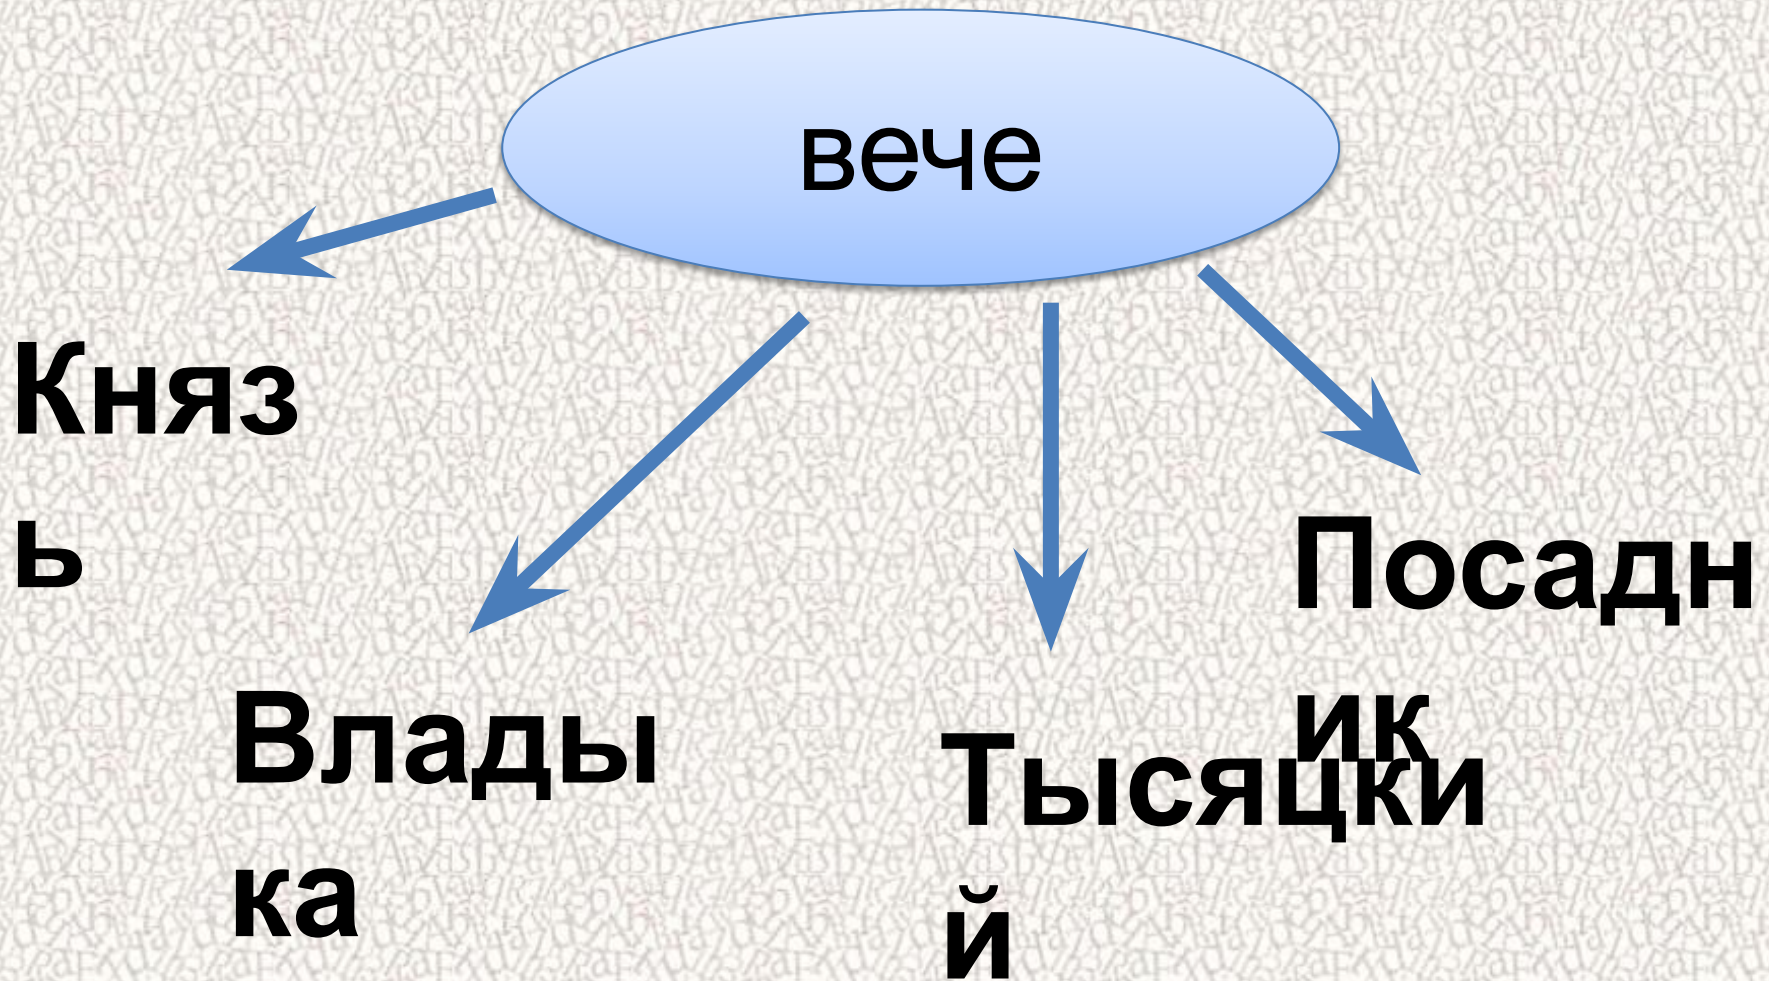 вече
Княз
ь
Посадн
ик
Влады
ка
Тысяцки
й